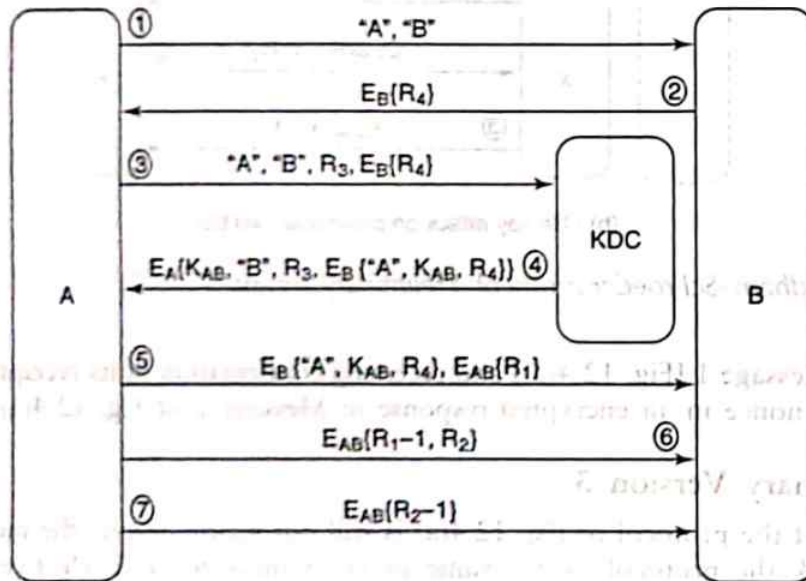 ① "A", "B"
E_B{R_4} ②
③ "A", "B", R_3, E_B{R_4}
KDC
E_A{K_AB, "B", R_3, E_B{"A", K_AB, R_4}} ④
A
B
⑤ E_B{"A", K_AB, R_4}, E_AB{R_1}
E_AB{R_1-1, R_2} ⑥
⑦ E_AB{R_2-1}